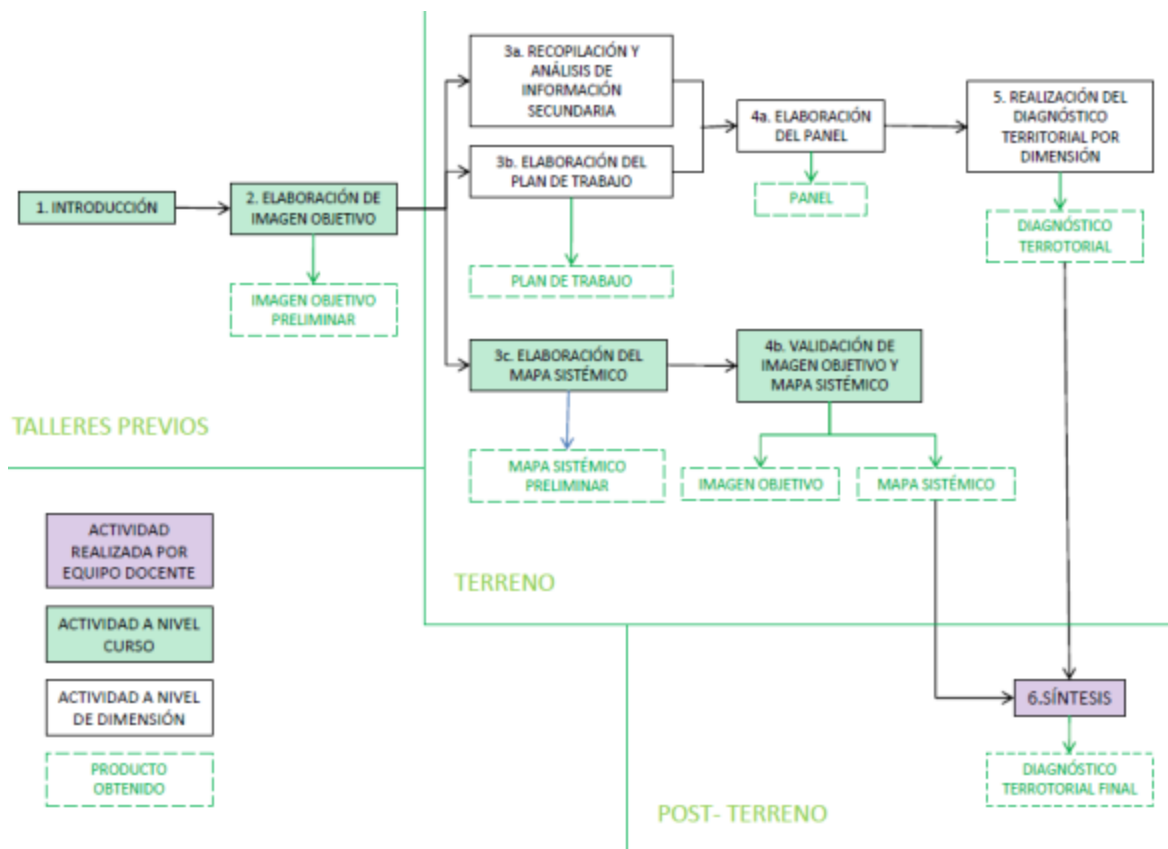 1. INTRODUCCIÓN
2. ELABORACIÓN DE
IMAGEN OBJETIVO
IMAGEN OBJETIVO
PRELIMINAR
TALLERES PREVIOS
3a. RECOPILACIÓN Y
ANÁLISIS DE
INFORMACIÓN
SECUNDARIA
3b. ELABORACIÓN DEL
PLAN DE TRABAJO
PLAN DE TRABAJO
3c. ELABORACIÓN DEL
MAPA SISTÉMICO
MAPA SISTÉMICO
PRELIMINAR
4a. ELABORACIÓN
DEL PANEL
PANEL
4b. VALIDACIÓN DE
IMAGEN OBJETIVO Y
MAPA SISTÉMICO
IMAGEN OBJETIVO
MAPA SISTÉMICO
5. REALIZACIÓN DEL
DIAGNÓSTICO
TERRITORIAL POR
DIMENSIÓN
DIAGNÓSTICO
TERROTORIAL
TERRENO
6.SÍNTESIS
DIAGNÓSTICO
TERROTORIAL FINAL
POST- TERRENO
ACTIVIDAD
REALIZADA POR
EQUIPO DOCENTE
ACTIVIDAD A NIVEL
CURSO
ACTIVIDAD A NIVEL
DE DIMENSIÓN
PRODUCTO
OBTENIDO